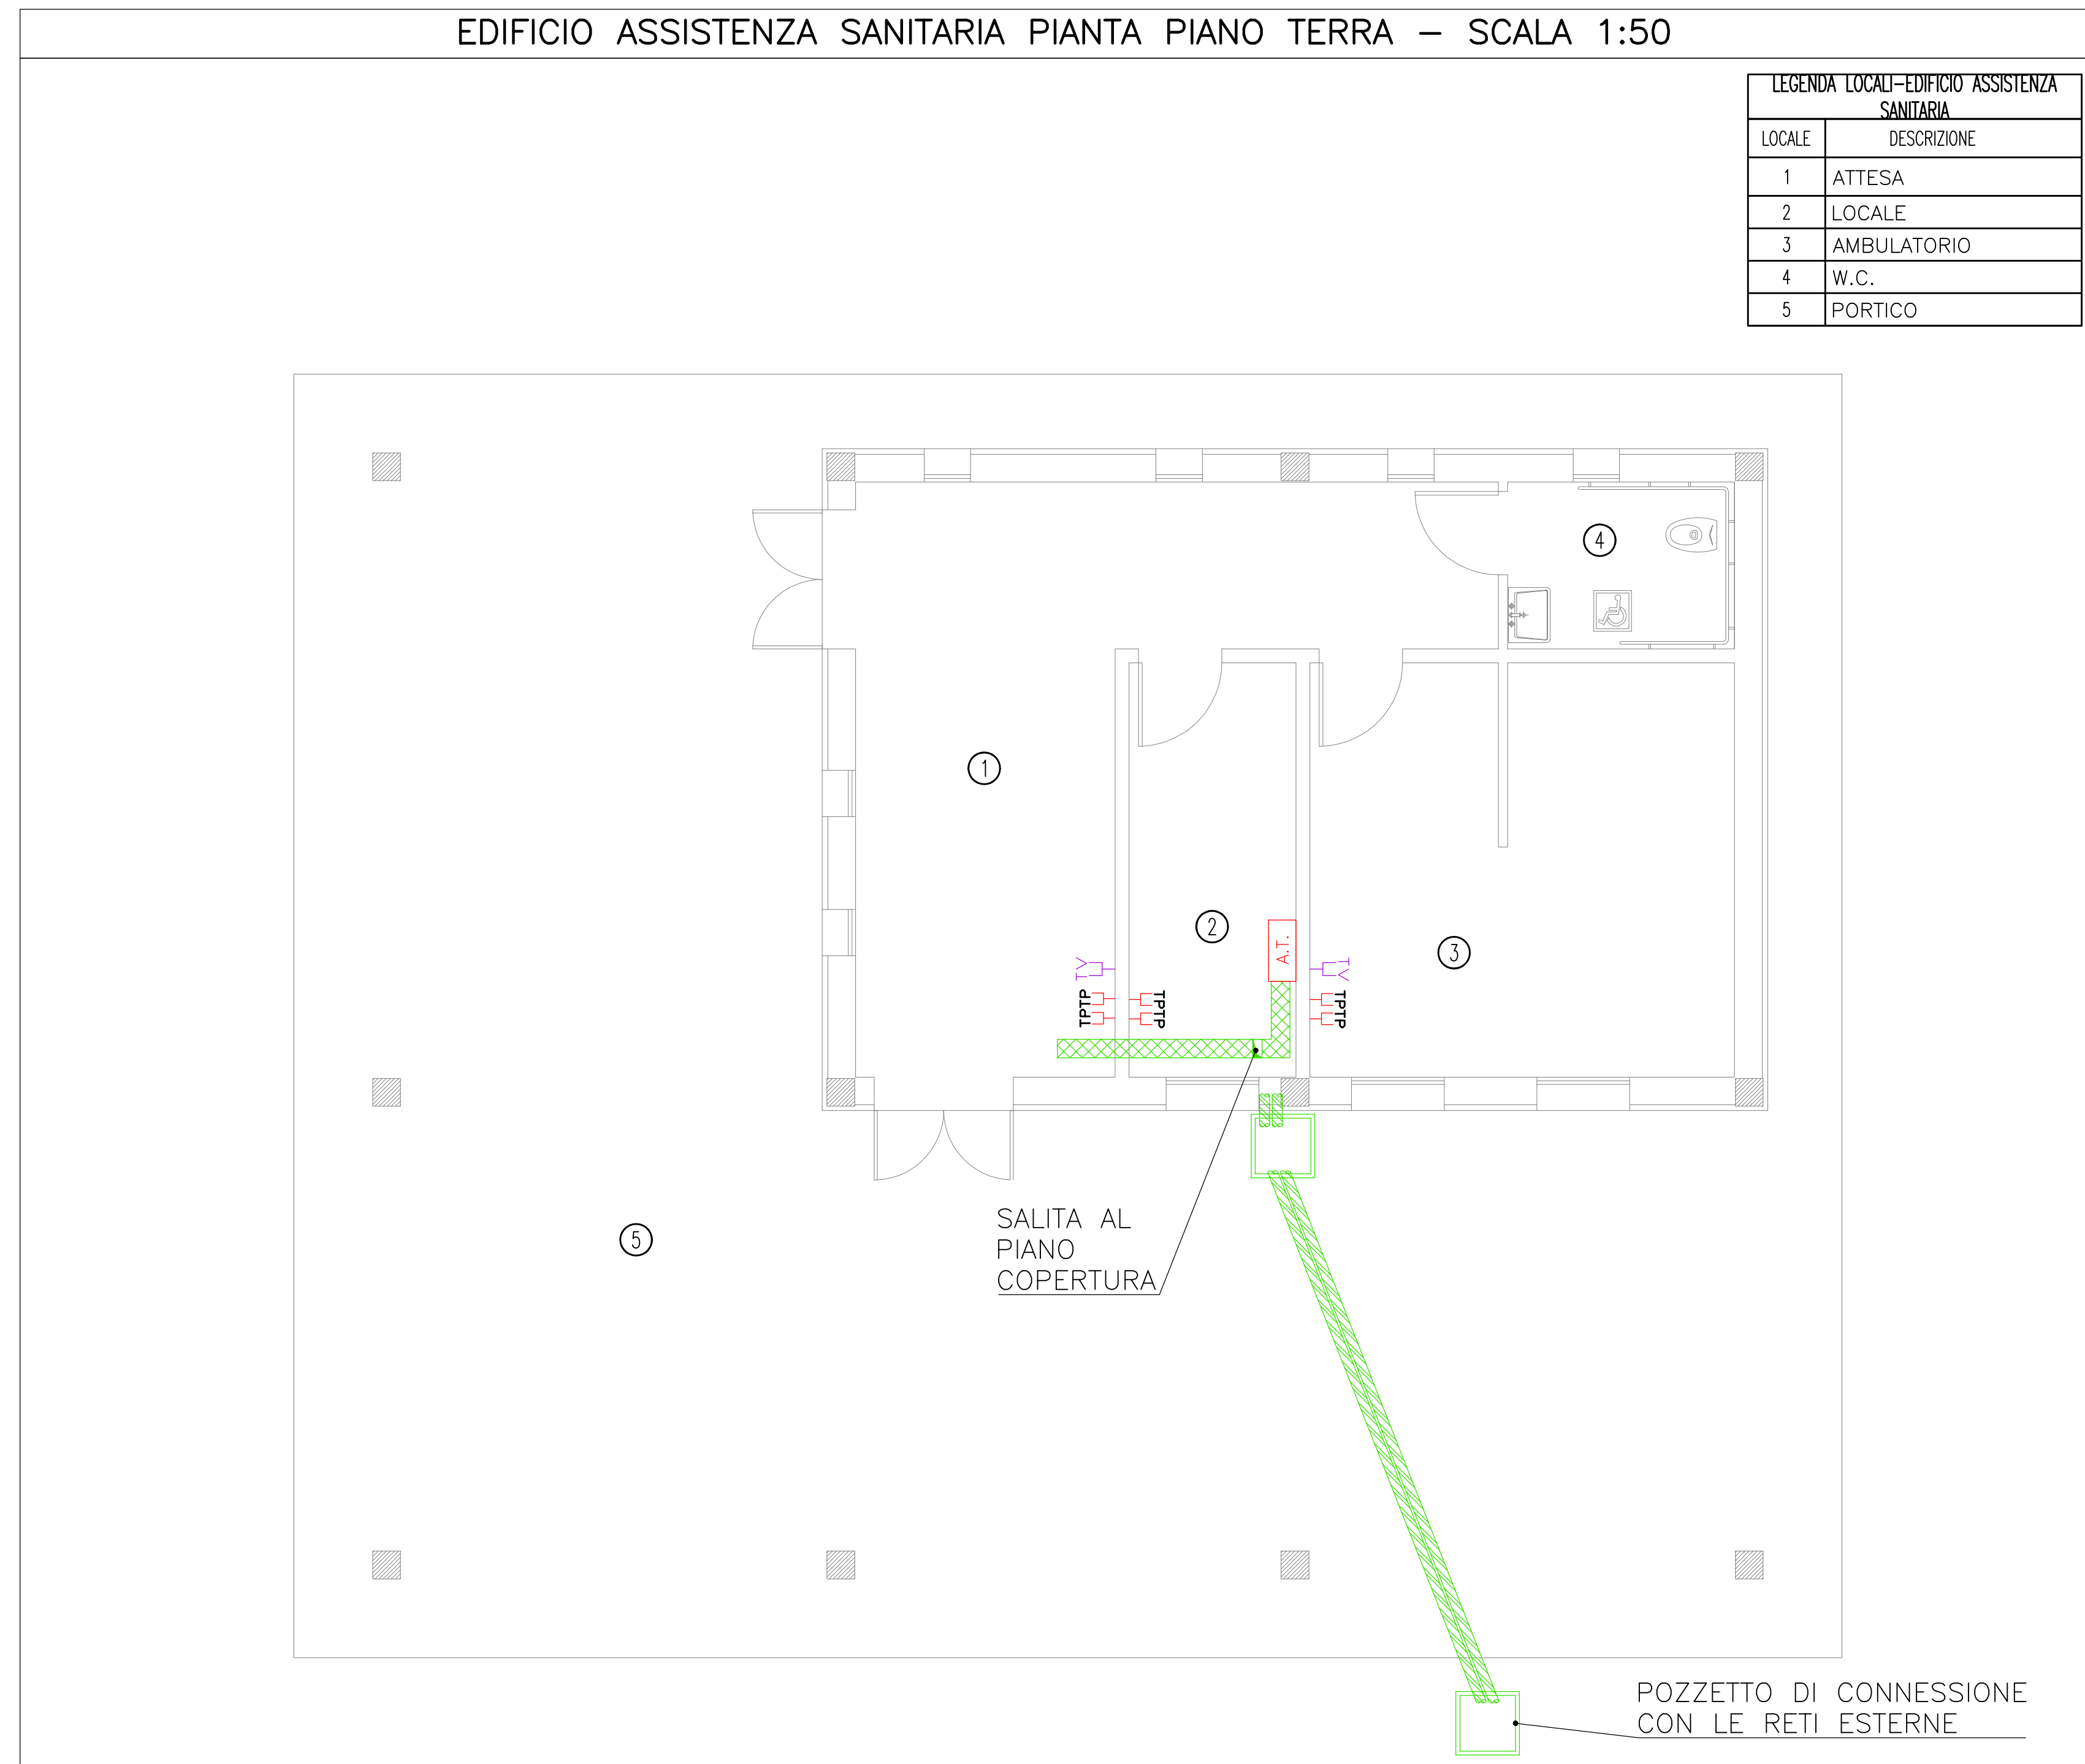 EDIFICIO ASSISTENZA SANITARIA PIANTA PIANO TERRA – SCALA 1:50
LEGENDA LOCALI–EDIFICIO ASSISTENZA
SANITARIA
LOCALE DESCRIZIONE
1 ATTESA
2 LOCALE
3 AMBULATORIO
4 W.C.
5 PORTICO
4
1
2
A.T.
3
TV
TV
TPTP
TPTP
TPTP
SALITA AL
PIANO
COPERTURA
5
POZZETTO DI CONNESSIONE
CON LE RETI ESTERNE